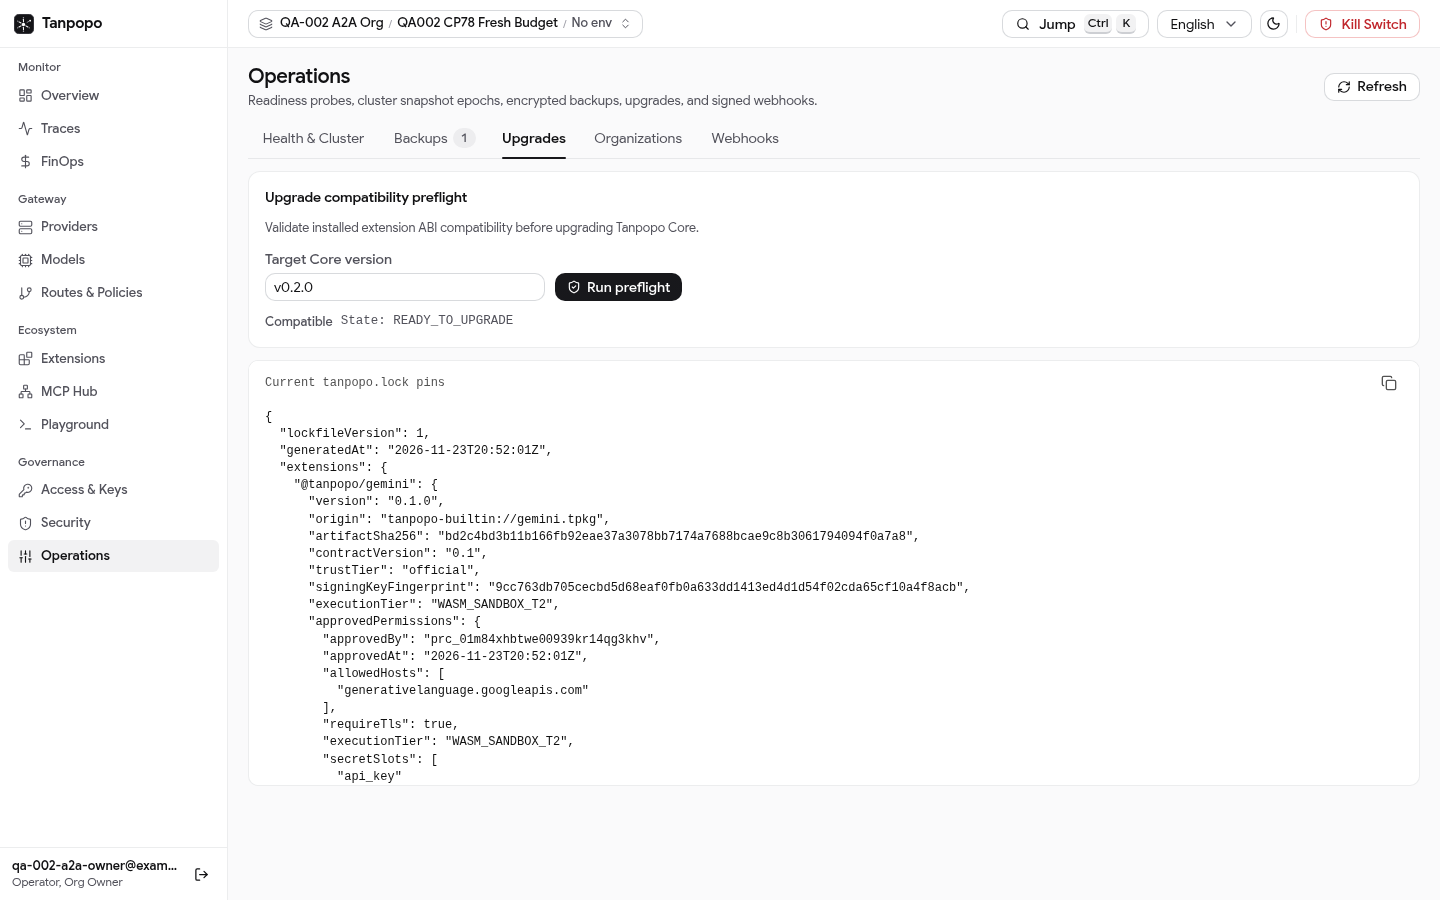 Tanpopo
QA-002 A2A Org / QA002 CP78 Fresh Budget / No env
Jump Ctrl K
English
Kill Switch
Monitor
Overview
Traces
FinOps
Gateway
Providers
Models
Routes & Policies
Ecosystem
Extensions
MCP Hub
Playground
Governance
Access & Keys
Security
Operations
qa-002-a2a-owner@exam...
Operator, Org Owner
Operations
Readiness probes, cluster snapshot epochs, encrypted backups, upgrades, and signed webhooks.
Refresh
Health & Cluster
Backups 1
Upgrades
Organizations
Webhooks
Upgrade compatibility preflight
Validate installed extension ABI compatibility before upgrading Tanpopo Core.
Target Core version
v0.2.0
Run preflight
Compatible State: READY_TO_UPGRADE
Current tanpopo.lock pins
{
"lockfileVersion": 1,
"generatedAt": "2026-11-23T20:52:01Z",
"extensions": {
"@tanpopo/gemini": {
"version": "0.1.0",
"origin": "tanpopo-builtin://gemini.tpkg",
"artifactSha256": "bd2c4bd3b11b166fb92eae37a3078bb7174a7688bcae9c8b3061794094f0a7a8",
"contractVersion": "0.1",
"trustTier": "official",
"signingKeyFingerprint": "9cc763db705cecbd5d68eaf0fb0a633dd1413ed4d1d54f02cda65cf10a4f8acb",
"executionTier": "WASM_SANDBOX_T2",
"approvedPermissions": {
"approvedBy": "prc_01m84xhbtwe00939kr14qg3khv",
"approvedAt": "2026-11-23T20:52:01Z",
"allowedHosts": [
"generativelanguage.googleapis.com"
],
"requireTls": true,
"executionTier": "WASM_SANDBOX_T2",
"secretSlots": [
"api_key"